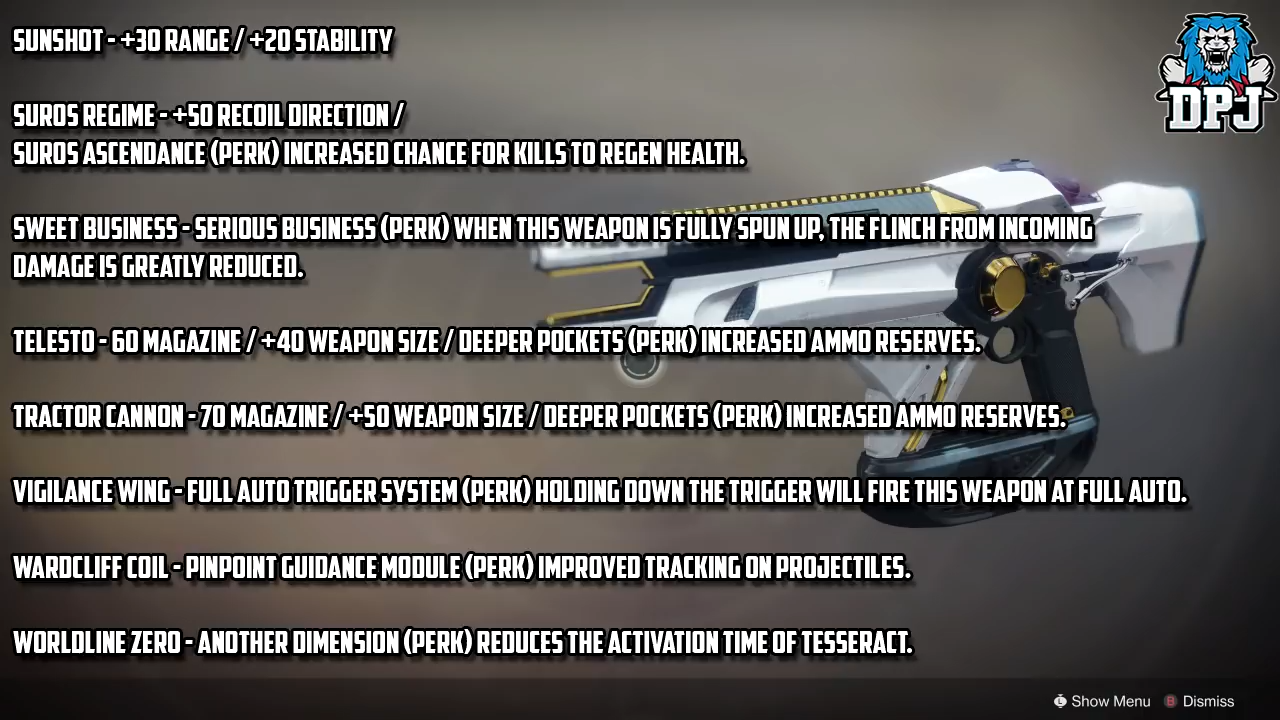 SUNSHOT - +30 RANGE / +20 STABILITY
DPJ
SUROS REGIME - +50 RECOIL DIRECTION /
SUROS ASCENDANCE (PERK) INCREASED CHANCE FOR KILLS TO REGEN HEALTH.
SWEET BUSINESS - SERIOUS BUSINESS (PERK) WHEN THIS WEAPON IS FULLY SPUN UP, THE FLINCH FROM INCOMING
DAMAGE IS GREATLY REDUCED.
TELESTO - 60 MAGAZINE / +40 WEAPON SIZE / DEEPER POCKETS (PERK) INCREASED AMMO RESERVES.
TRACTOR CANNON - 70 MAGAZINE / +50 WEAPON SIZE / DEEPER POCKETS (PERK) INCREASED AMMO RESERVES.
VIGILANCE WING - FULL AUTO TRIGGER SYSTEM (PERK) HOLDING DOWN THE TRIGGER WILL FIRE THIS WEAPON AT FULL AUTO.
WARDCLIFF COIL - PINPOINT GUIDANCE MODULE (PERK) IMPROVED TRACKING ON PROJECTILES.
WORLDLINE ZERO - ANOTHER DIMENSION (PERK) REDUCES THE ACTIVATION TIME OF TESSERACT.
L Show Menu B Dismiss